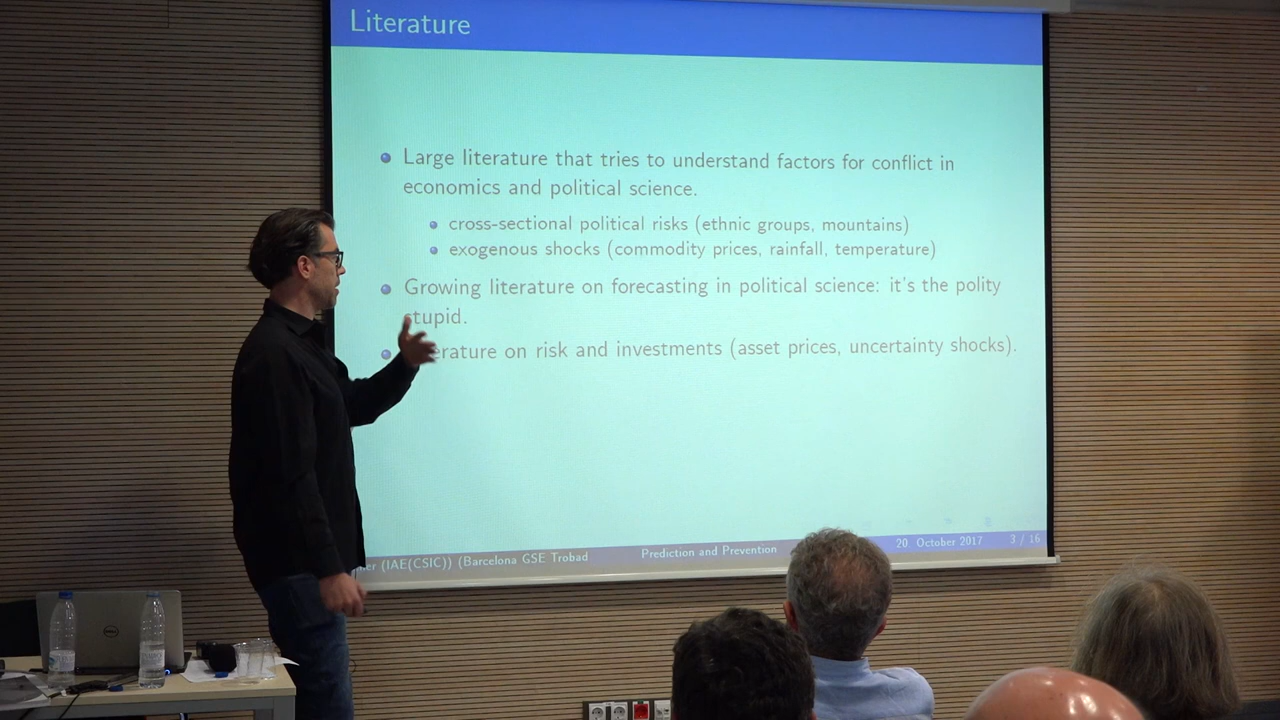 Literature
Large literature that tries to understand factors for conflict in
economics and political science.
cross-sectional political risks (ethnic groups, mountains)
exogenous shocks (commodity prices, rainfall, temperature)
Growing literature on forecasting in political science: it's the polity
stupid.
erature on risk and investments (asset prices, uncertainty shocks).
er (IAE(CSIC)) (Barcelona GSE Trobad
Prediction and Prevention
20. October 2017
3 / 16
DELL